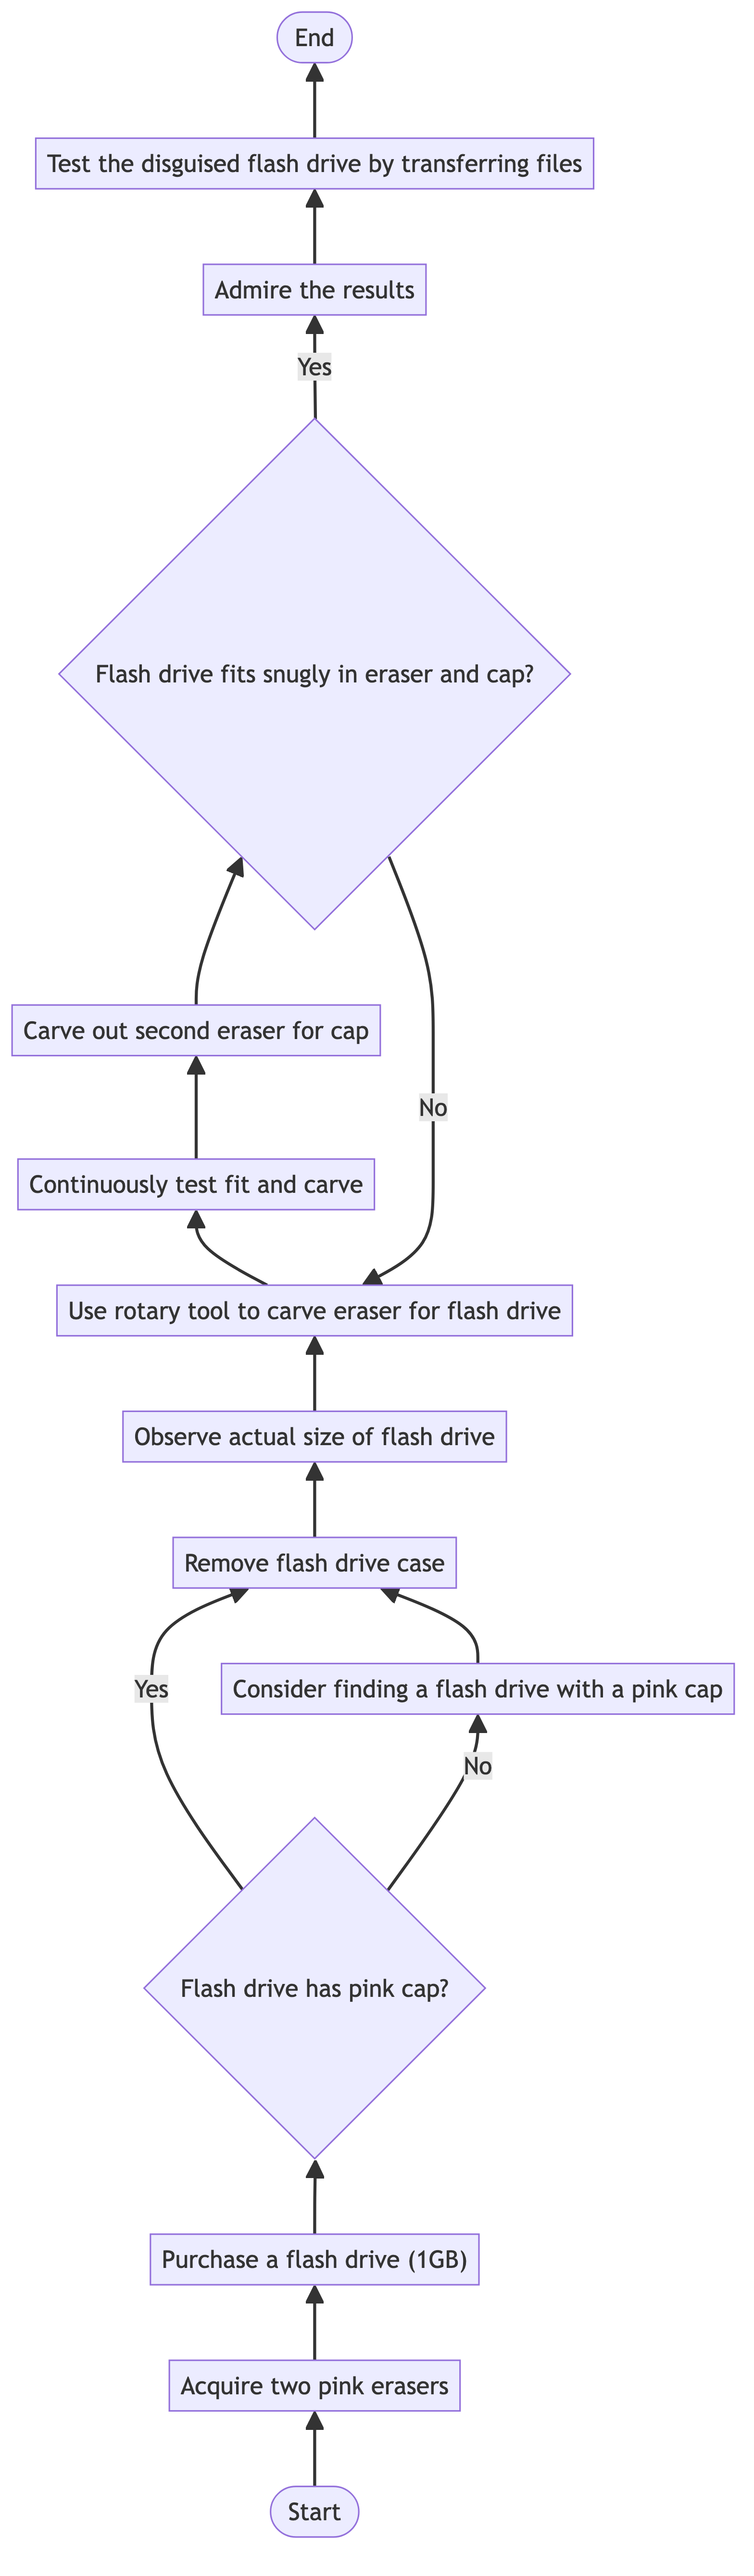 End
Test the disguised flash drive by transferring files
Admire the results
Yes
Flash drive fits snugly in eraser and cap?
Carve out second eraser for cap
No
Continuously test fit and carve
Use rotary tool to carve eraser for flash drive
Observe actual size of flash drive
Remove flash drive case
Yes
Consider finding a flash drive with a pink cap
No
Flash drive has pink cap?
Purchase a flash drive (1GB)
Acquire two pink erasers
Start